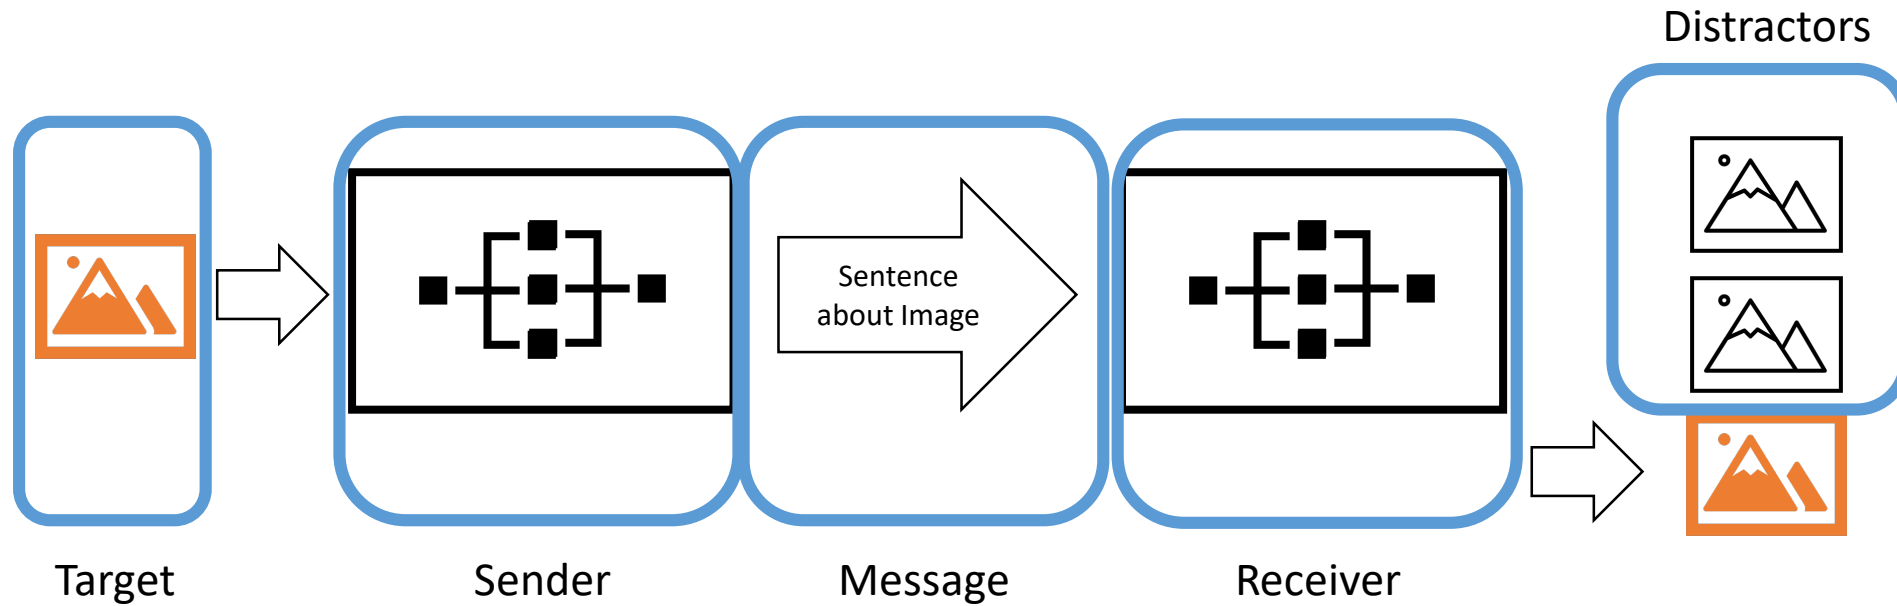 Distractors
Sentence
about Image
Target
Sender
Message
Receiver